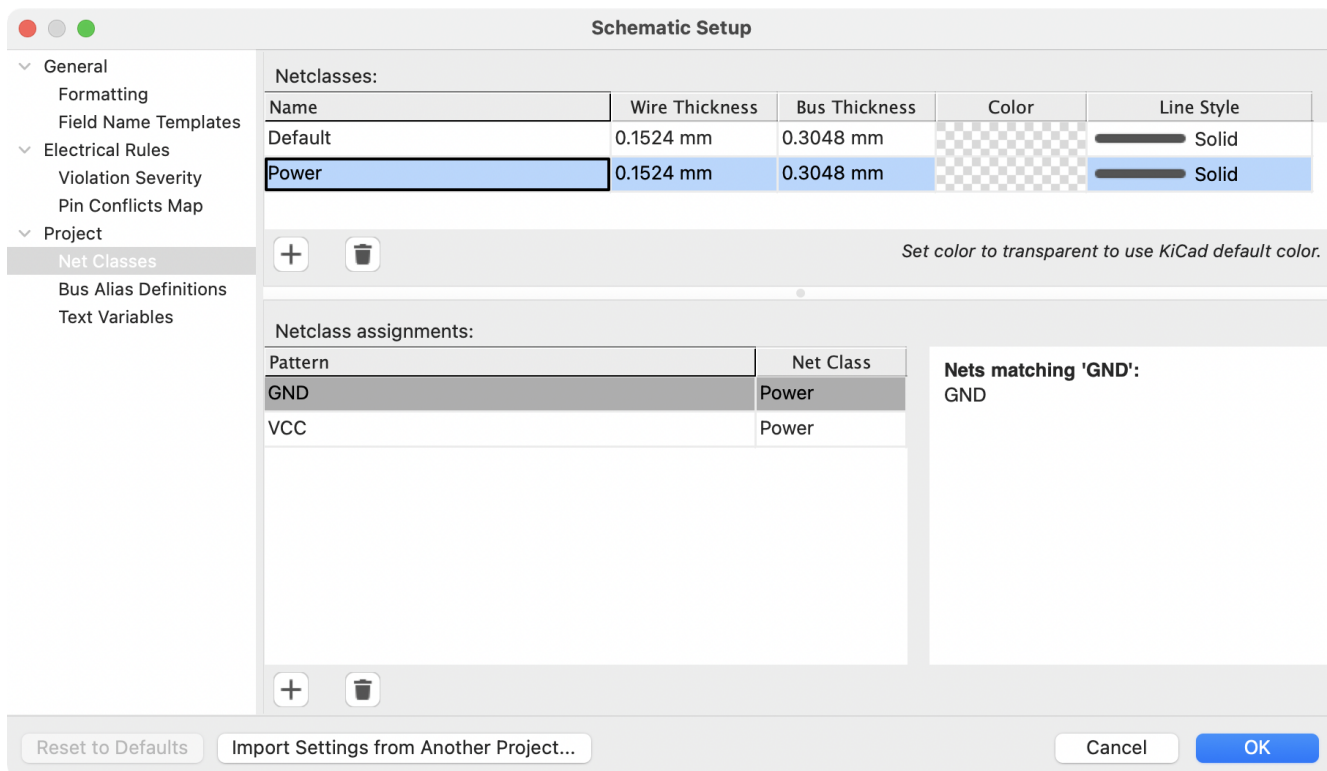 Schematic Setup
General
Formatting
Field Name Templates
Electrical Rules
Violation Severity
Pin Conflicts Map
Project
Net Classes
Bus Alias Definitions
Text Variables
Netclasses:
Name Wire Thickness Bus Thickness Color Line Style
Default 0.1524 mm 0.3048 mm Solid
Power 0.1524 mm 0.3048 mm Solid
Set color to transparent to use KiCad default color.
Netclass assignments:
Pattern Net Class
GND Power
VCC Power
Nets matching 'GND':
GND
Reset to Defaults Import Settings from Another Project... Cancel OK